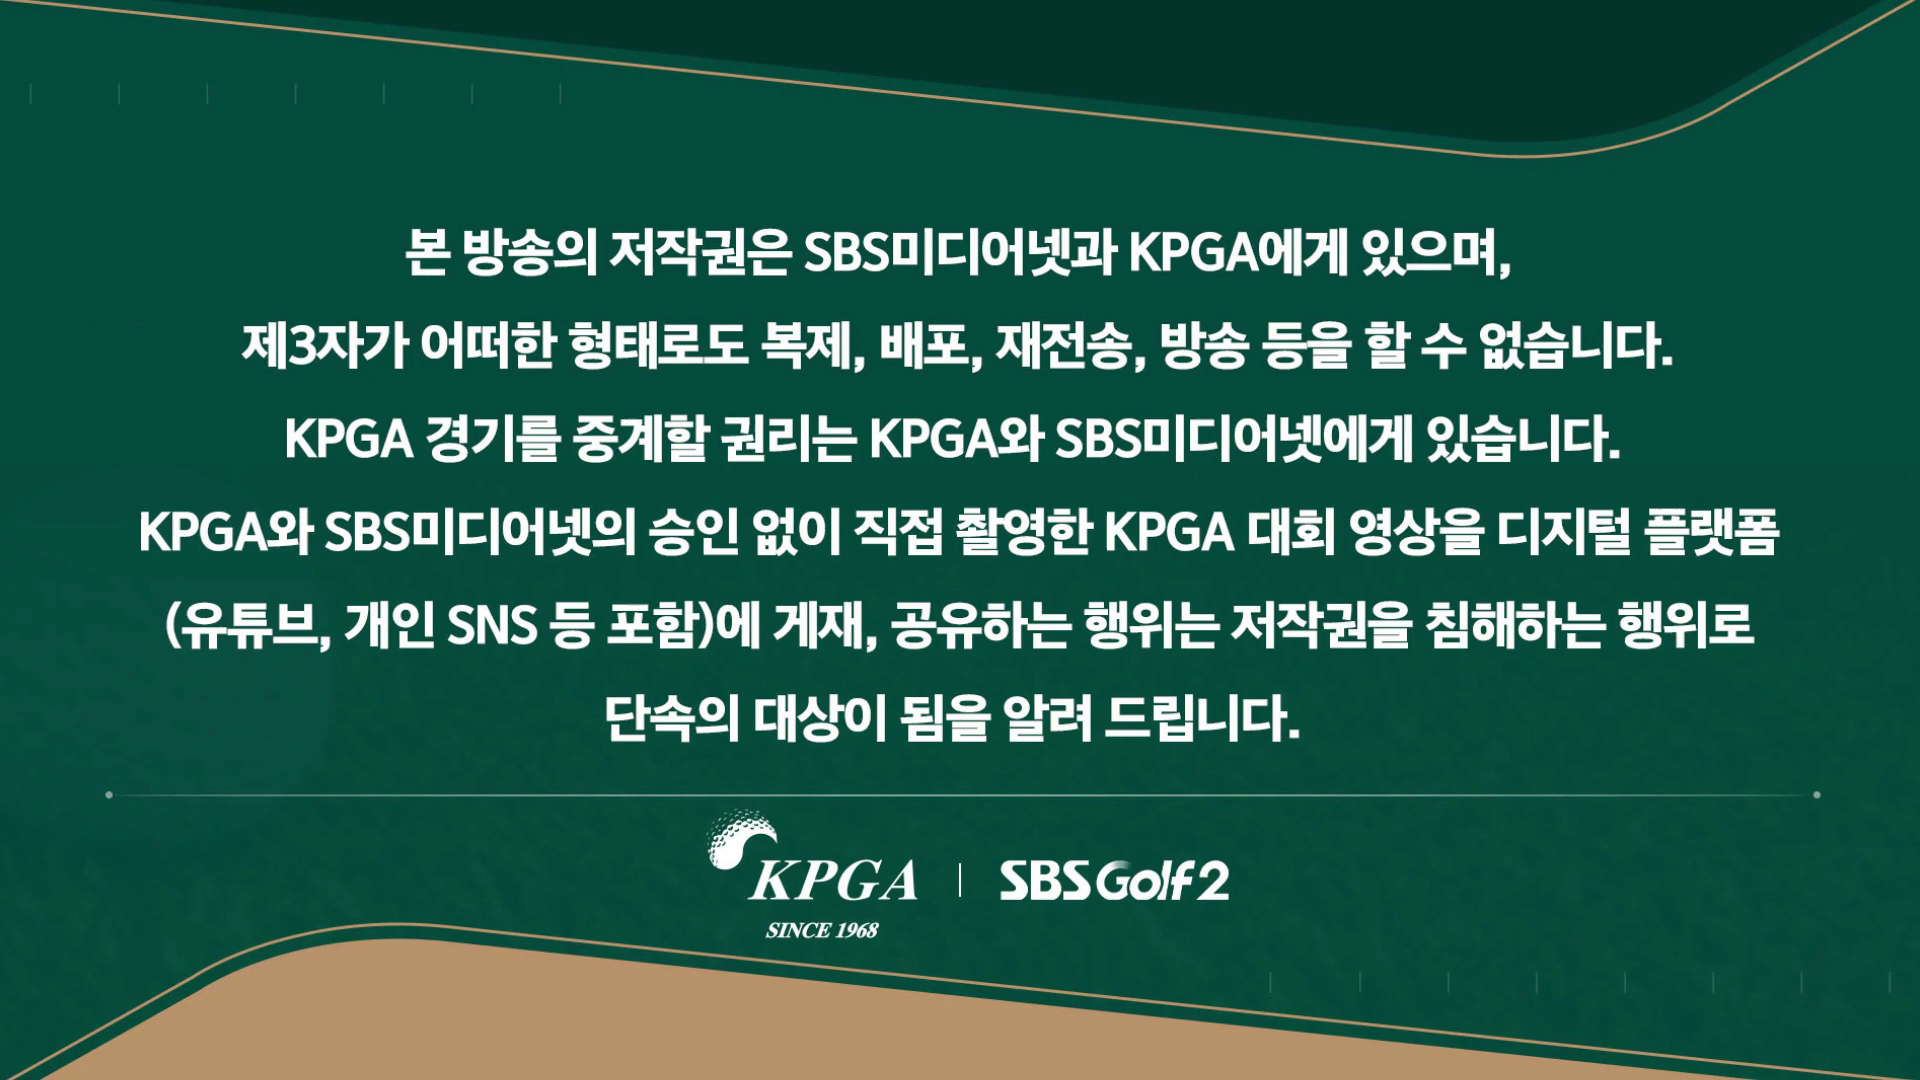 본 방송의 저작권은 SBS미디어넷과 KPGA에게 있으며,
제3자가 어떠한 형태로도 복제, 배포, 재전송, 방송 등을 할 수 없습니다.
KPGA 경기를 중계할 권리는 KPGA와 SBS미디어넷에게 있습니다.
KPGA와 SBS미디어넷의 승인 없이 직접 촬영한 KPGA 대회 영상을 디지털 플랫폼
(유튜브, 개인 SNS 등 포함)에 게재, 공유하는 행위는 저작권을 침해하는 행위로
단속의 대상이 됨을 알려 드립니다.
KPGA | SBS Golf 2
SINCE 1968